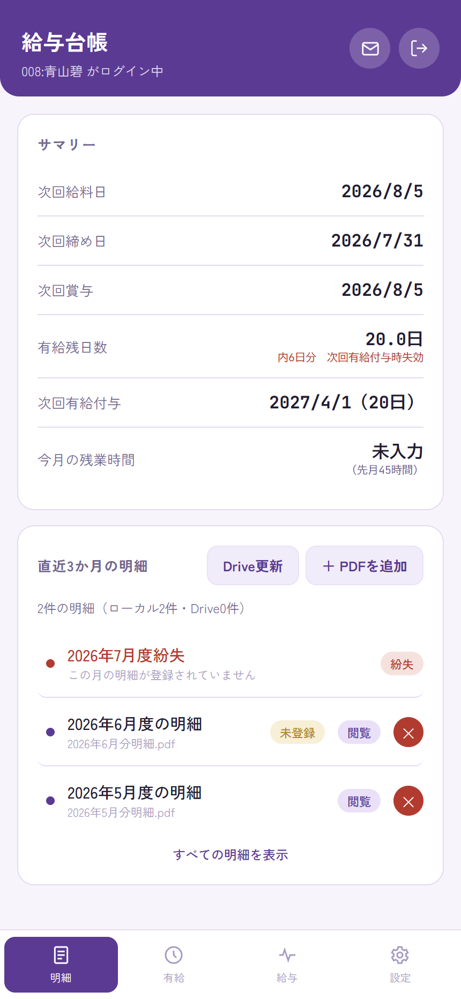 給与台帳
008:青山碧 がログイン中
サマリー
次回給料日 2026/8/5
次回締め日 2026/7/31
次回賞与 2026/8/5
有給残日数 20.0日
内6日分　次回有給付与時失効
次回有給付与 2027/4/1（20日）
今月の残業時間 未入力
（先月45時間）
直近3か月の明細 Drive更新 ＋ PDFを追加
2件の明細（ローカル2件・Drive0件）
2026年7月度紛失
この月の明細が登録されていません
紛失
2026年6月度の明細
2026年6月分明細.pdf
未登録 閲覧 ×
2026年5月度の明細
2026年5月分明細.pdf
閲覧 ×
すべての明細を表示
明細 有給 給与 設定